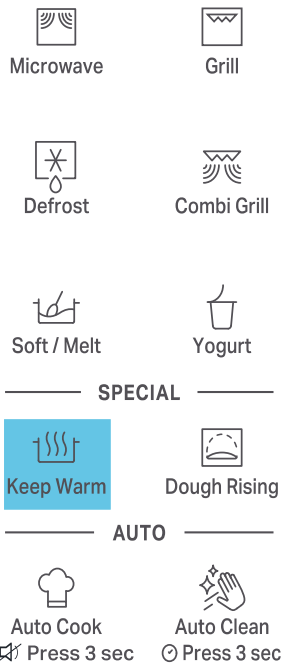 Microwave Grill
Defrost Combi Grill
Soft / Melt Yogurt
SPECIAL
Keep Warm Dough Rising
AUTO
Auto Cook Auto Clean
Press 3 sec Press 3 sec